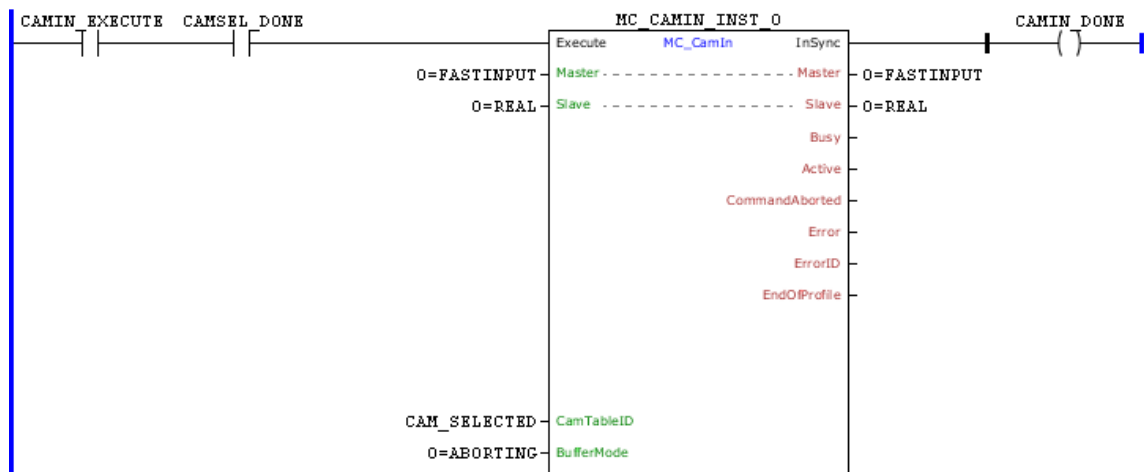 CAMIN_EXECUTE CAMSEL_DONE MC_CAMIN_INST_0 CAMIN_DONE
Execute MC_CamIn InSync
0=FASTINPUT Master Master 0=FASTINPUT
0=REAL Slave Slave 0=REAL
Busy
Active
CommandAborted
Error
ErrorID
EndOfProfile
CAM_SELECTED CamTableID
0=ABORTING BufferMode